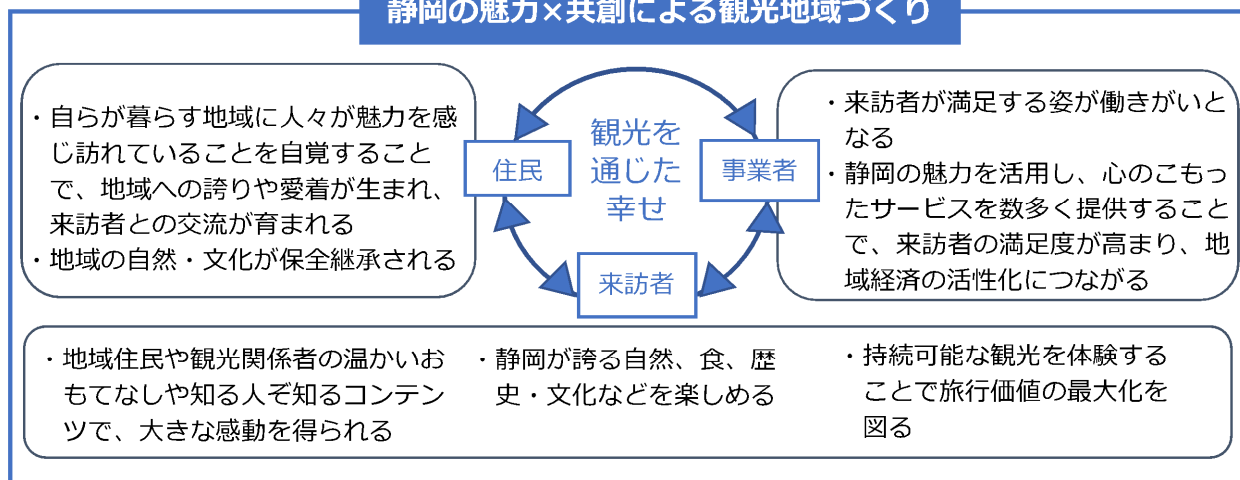 静岡の魅力×共創による観光地域づくり
・自らが暮らす地域に人々が魅力を感
じ訪れていることを自覚すること
で、地域への誇りや愛着が生まれ、
来訪者との交流が育まれる
・地域の自然・文化が保全継承される
住民
観光を
通じた
幸せ
事業者
来訪者
・来訪者が満足する姿が働きがいと
なる
・静岡の魅力を活用し、心のこもっ
たサービスを数多く提供すること
で、来訪者の満足度が高まり、地
域経済の活性化につながる
・地域住民や観光関係者の温かいお
もてなしや知る人ぞ知るコンテン
ツで、大きな感動を得られる
・静岡が誇る自然、食、歴
史・文化などを楽しめる
・持続可能な観光を体験する
ことで旅行価値の最大化を
図る